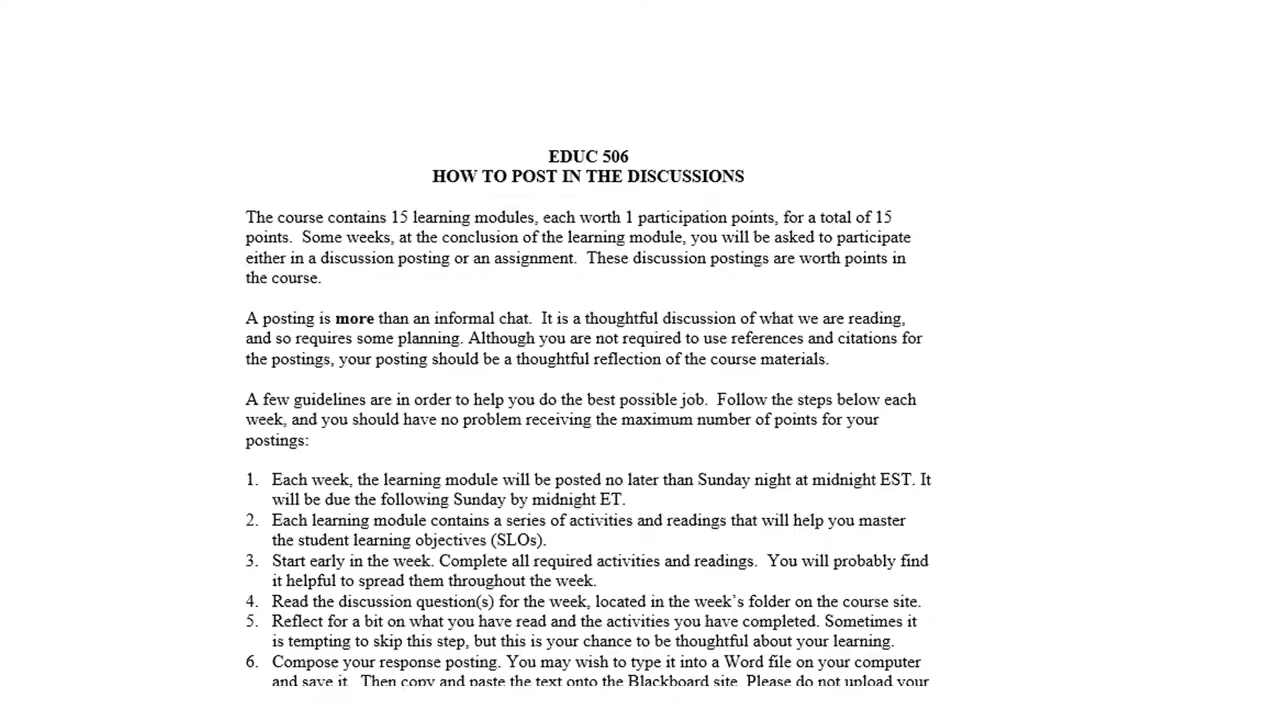 EDUC 506
HOW TO POST IN THE DISCUSSIONS
The course contains 15 learning modules, each worth 1 participation points, for a total of 15
points.  Some weeks, at the conclusion of the learning module, you will be asked to participate
either in a discussion posting or an assignment.  These discussion postings are worth points in
the course.
A posting is more than an informal chat.  It is a thoughtful discussion of what we are reading,
and so requires some planning. Although you are not required to use references and citations for
the postings, your posting should be a thoughtful reflection of the course materials.
A few guidelines are in order to help you do the best possible job.  Follow the steps below each
week, and you should have no problem receiving the maximum number of points for your
postings:
1. Each week, the learning module will be posted no later than Sunday night at midnight EST. It
will be due the following Sunday by midnight ET.
2. Each learning module contains a series of activities and readings that will help you master
the student learning objectives (SLOs).
3. Start early in the week. Complete all required activities and readings.  You will probably find
it helpful to spread them throughout the week.
4. Read the discussion question(s) for the week, located in the week’s folder on the course site.
5. Reflect for a bit on what you have read and the activities you have completed. Sometimes it
is tempting to skip this step, but this is your chance to be thoughtful about your learning.
6. Compose your response posting. You may wish to type it into a Word file on your computer
and save it.  Then copy and paste the text onto the Blackboard site. Please do not upload your